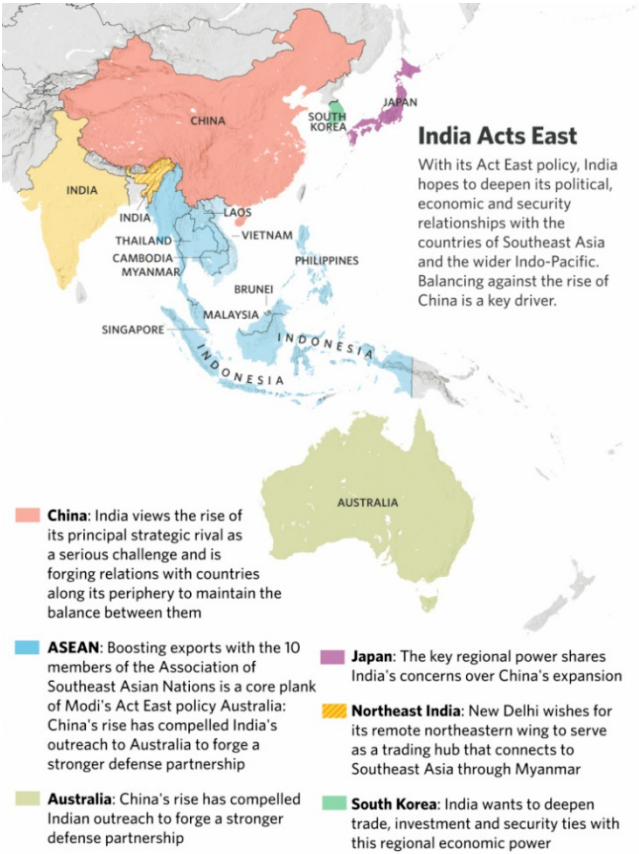 CHINA
JAPAN
SOUTH
KOREA
India Acts East
With its Act East policy, India
hopes to deepen its political,
economic and security
relationships with the
countries of Southeast Asia
and the wider Indo-Pacific.
Balancing against the rise of
China is a key driver.
INDIA
INDIA
LAOS
THAILAND
VIETNAM
CAMBODIA
MYANMAR
PHILIPPINES
BRUNEI
MALAYSIA
SINGAPORE
INDONESIA
INDONESIA
AUSTRALIA
China: India views the rise of
its principal strategic rival as
a serious challenge and is
forging relations with countries
along its periphery to maintain the
balance between them
ASEAN: Boosting exports with the 10
members of the Association of
Southeast Asian Nations is a core plank
of Modi's Act East policy Australia:
China's rise has compelled India's
outreach to Australia to forge a
stronger defense partnership
Australia: China's rise has compelled
Indian outreach to forge a stronger
defense partnership
Japan: The key regional power shares
India's concerns over China's expansion
Northeast India: New Delhi wishes for
its remote northeastern wing to serve
as a trading hub that connects to
Southeast Asia through Myanmar
South Korea: India wants to deepen
trade, investment and security ties with
this regional economic power